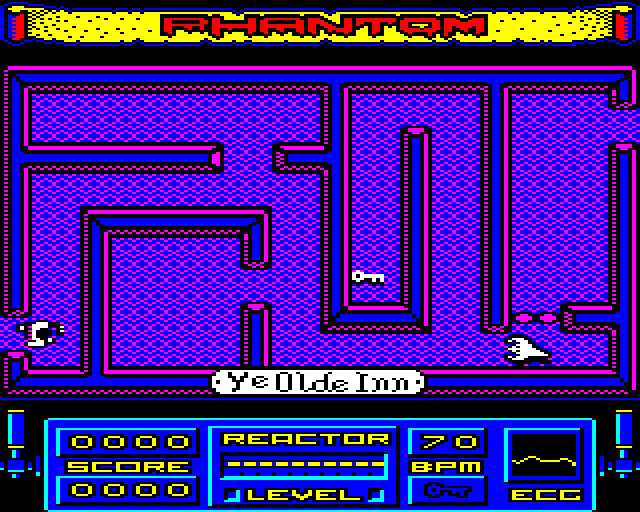 PHANTOM
Ye Olde Inn
0000
SCORE
0000
REACTOR
LEVEL
70
BPM
ECG